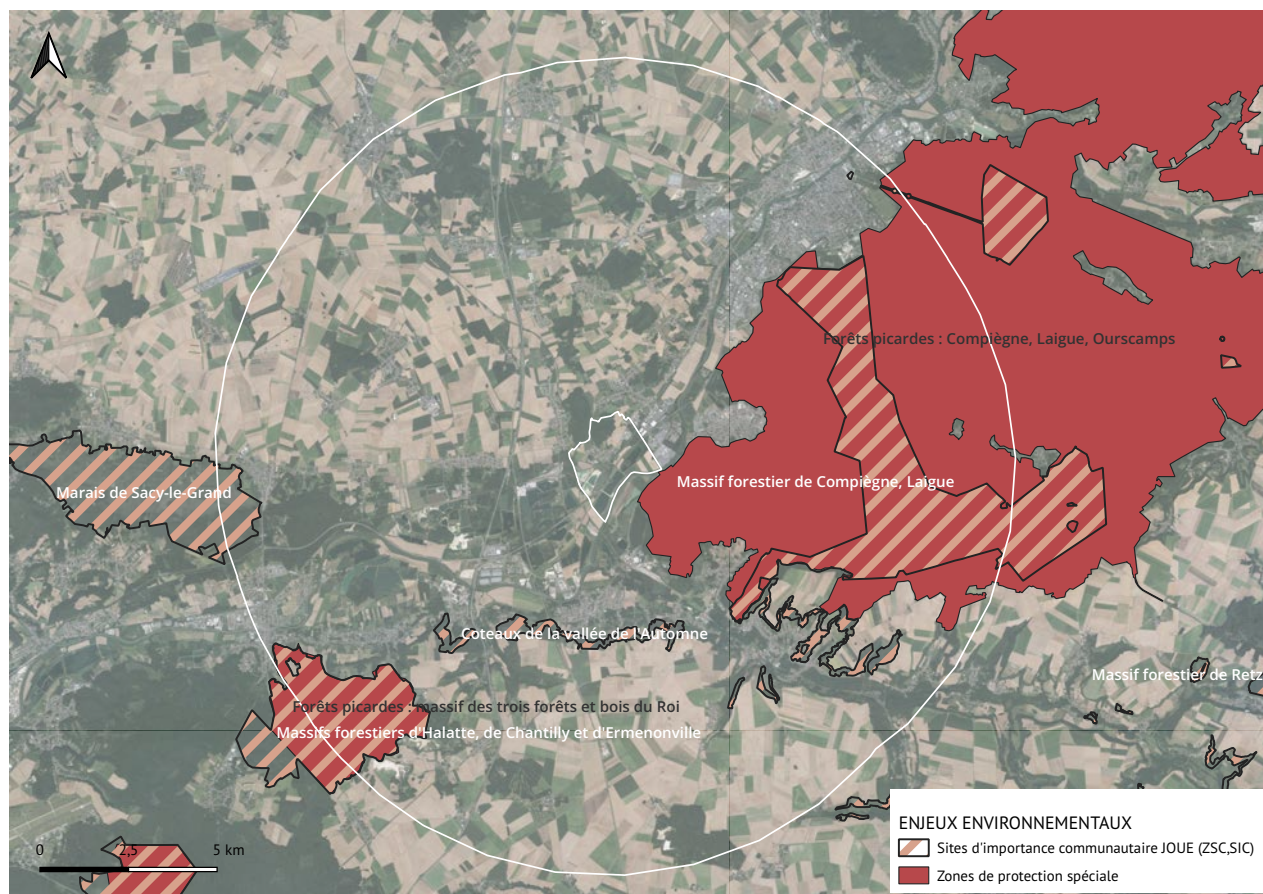 Forêts picardes : Compiègne, Laigue, Ourscamps
Massif forestier de Compiègne, Laigue
Marais de Sacy-le-Grand
Coteaux de la vallée de l'Automne
Massif forestier de Retz
Forêts picardes : massif des trois forêts et bois du Roi
Massifs forestiers d'Halatte, de Chantilly et d'Ermenonville
0 2,5 5 km
ENJEUX ENVIRONNEMENTAUX
Sites d'importance communautaire JOUE (ZSC,SIC)
Zones de protection spéciale